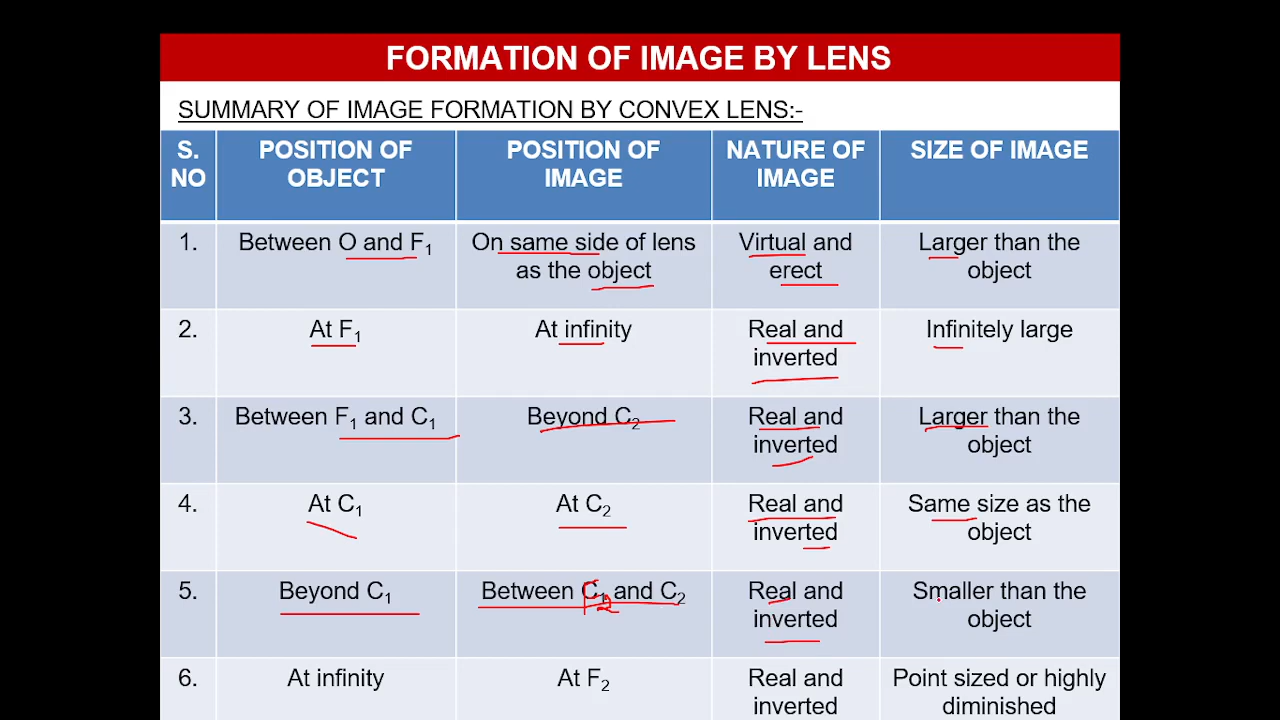 FORMATION OF IMAGE BY LENS
SUMMARY OF IMAGE FORMATION BY CONVEX LENS:-
S. NO POSITION OF OBJECT POSITION OF IMAGE NATURE OF IMAGE SIZE OF IMAGE
1. Between O and F₁ On same side of lens as the object Virtual and erect Larger than the object
2. At F₁ At infinity Real and inverted Infinitely large
3. Between F₁ and C₁ Beyond C₂ Real and inverted Larger than the object
4. At C₁ At C₂ Real and inverted Same size as the object
5. Beyond C₁ Between C₁ and C₂ Real and inverted Smaller than the object
F₂
6. At infinity At F₂ Real and inverted Point sized or highly diminished